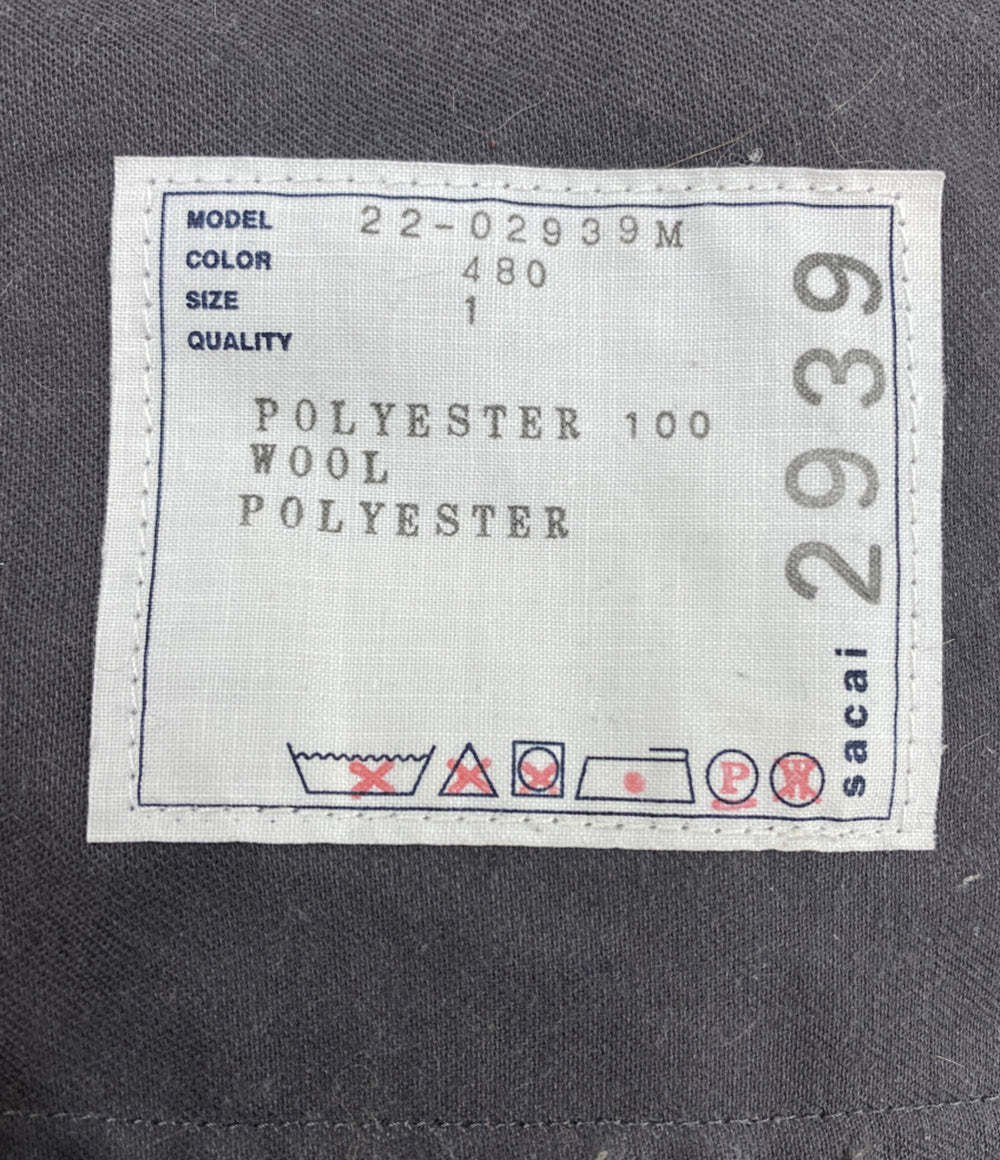 MODEL 22-02939M
COLOR 480
SIZE 1
QUALITY
POLYESTER 100
WOOL
POLYESTER
P W
sacai 2939